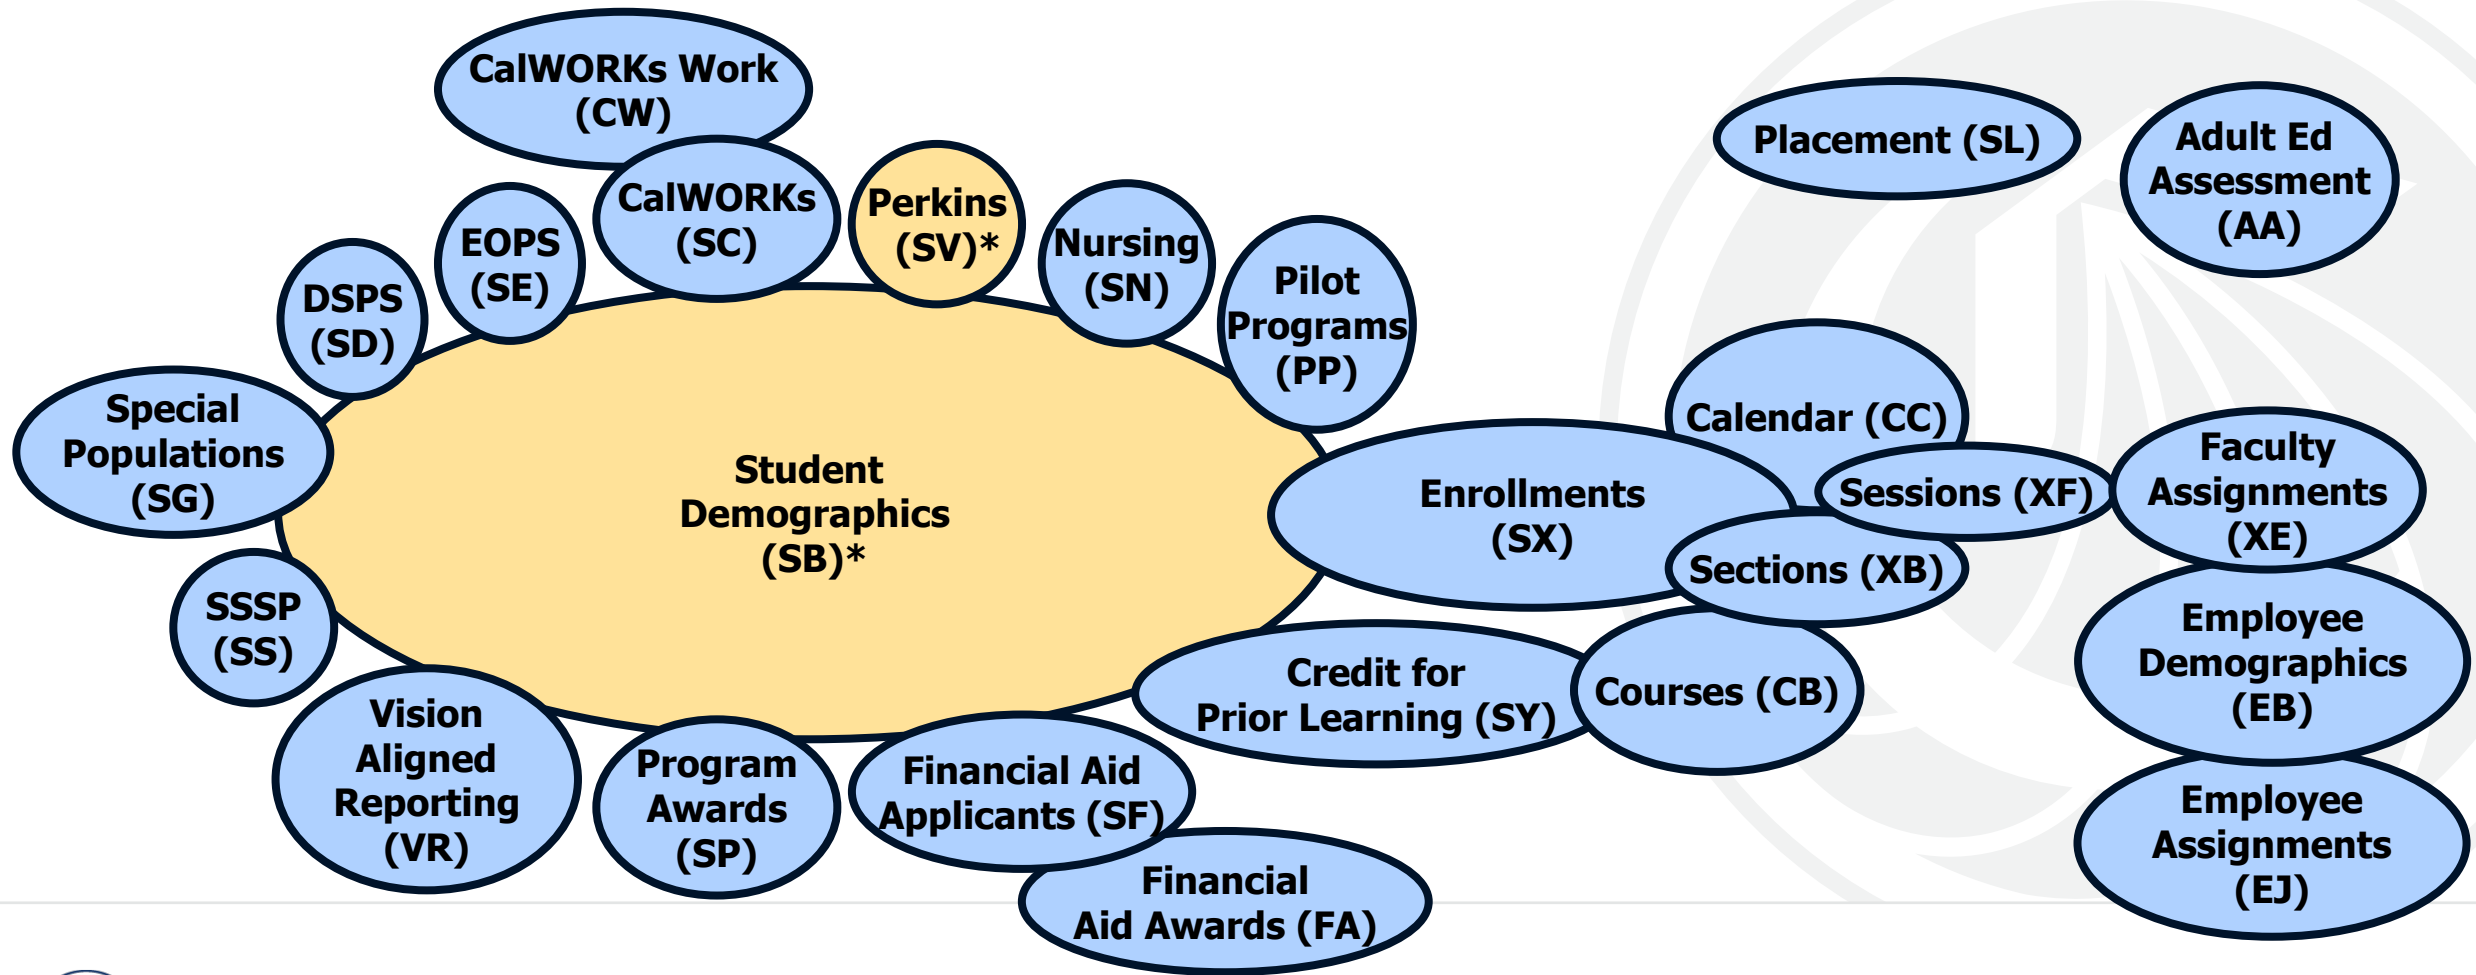 CalWORKs Work
(CW)
CalWORKs
(SC)
Perkins
(SV)*
Nursing
(SN)
Pilot
Programs
(PP)
EOPS
(SE)
DSPS
(SD)
Special
Populations
(SG)
SSSP
(SS)
Vision
Aligned
Reporting
(VR)
Program
Awards
(SP)
Financial Aid
Applicants (SF)
Financial
Aid Awards (FA)
Student
Demographics
(SB)*
Enrollments
(SX)
Credit for
Prior Learning (SY)
Courses (CB)
Sections (XB)
Calendar (CC)
Sessions (XF)
Placement (SL)
Adult Ed
Assessment
(AA)
Faculty
Assignments
(XE)
Employee
Demographics
(EB)
Employee
Assignments
(EJ)